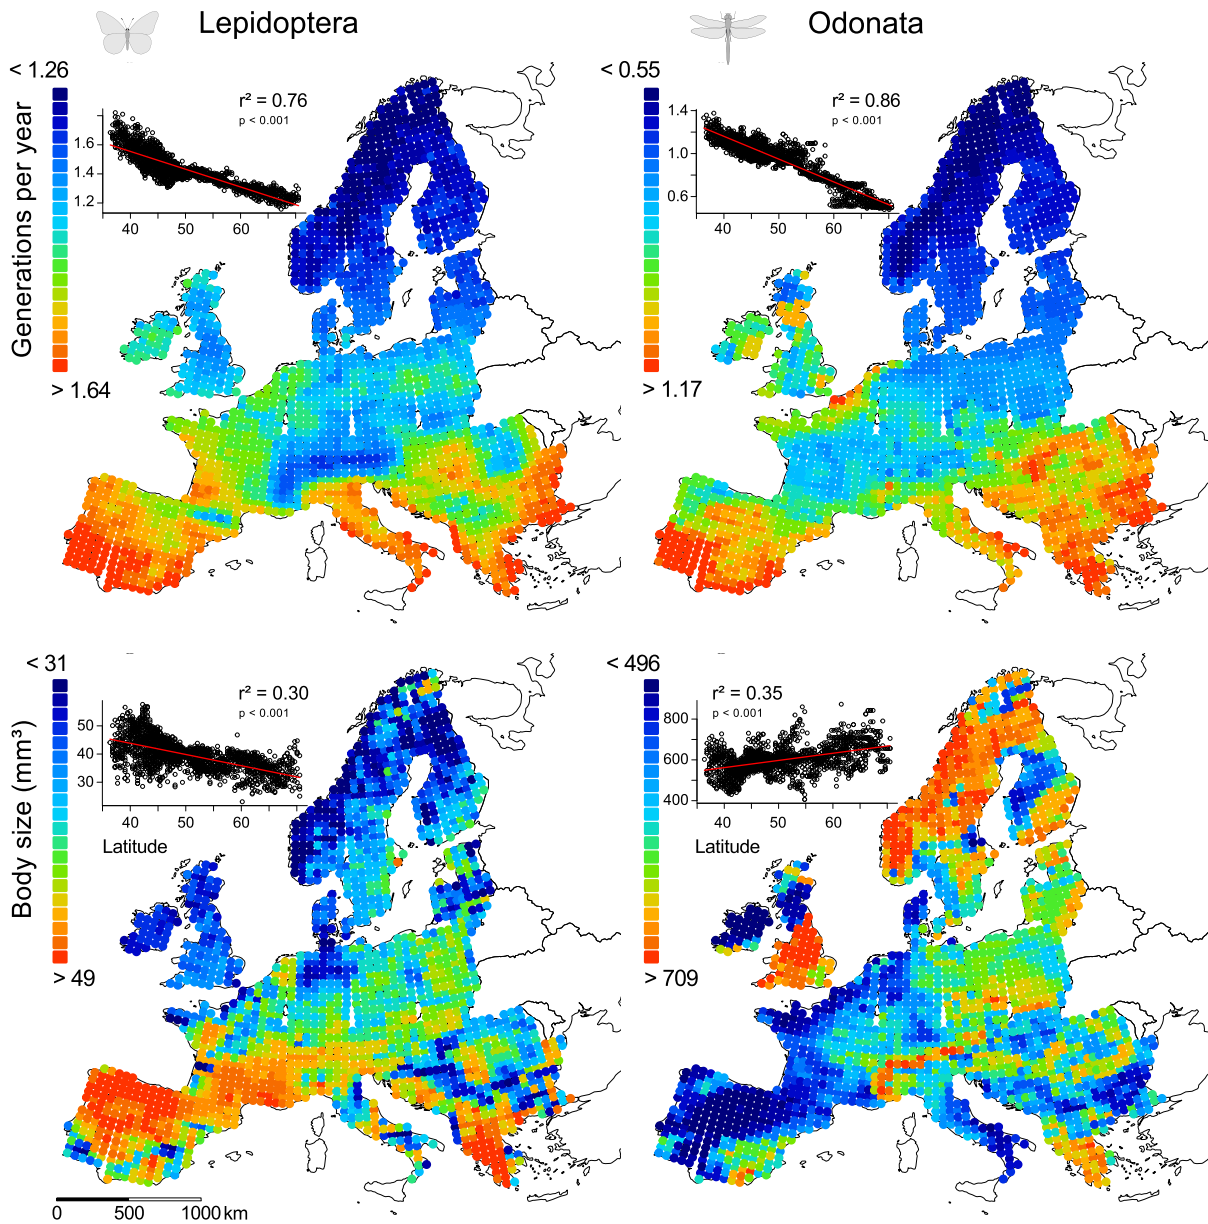 Lepidoptera
Odonata
< 1.26
Generations per year
> 1.64
r² = 0.76
p < 0.001
1.6
1.4
1.2
40 50 60
< 0.55
> 1.17
r² = 0.86
p < 0.001
1.4
1.0
0.6
40 50 60
< 31
Body size (mm³)
> 49
r² = 0.30
p < 0.001
50
40
30
40 50 60
Latitude
< 496
> 709
r² = 0.35
p < 0.001
800
600
400
40 50 60
Latitude
0 500 1000 km